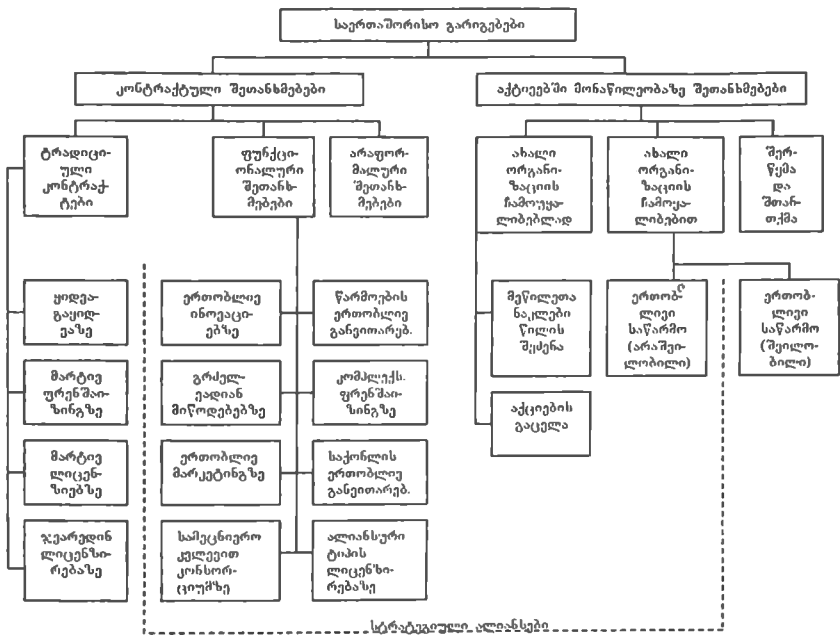 საერთაშორისო გარიგებები
კონტრაქტული შეთანხმებები
აქტიებში მონაწილეობაზე შეთანხმებები
ტრადიცი-
ული
კონტრაქ-
ტები
ფუნქცი-
ონალური
შეთანხ-
მებები
არაფორ-
მალური
შეთანხ-
მებები
ახალი
ორგანი-
ზაციის
ჩამოუყა-
ლიბებლად
ახალი
ორგანი-
ზაციის
ჩამოყა-
ლიბებით
შერ-
წყმა
და
შთან-
თქმა
ყიდვა-
გაყიდ-
ვაზე
ერთობლივ
ინოვაცი-
ებზე
წარმოების
ერთობლივ
განვითარებ.
მეწილეთა
ნაკლები
წილის
შეძენა
ერთობ-
ლივი
საწარმო
(არაშვი-
ლობილი)
ერთობ-
ლივი
საწარმო
(შვილო-
ბილი)
მარტივ
ფრენშაი-
ზინგზე
გრძელ-
ვადიან
მიწოდებებზე
კომპლექს.
ფრენშაი-
ზინგზე
აქციების
გაცვლა
მარტივ
ლიცენ-
ზიებზე
ერთობლივ
მარკეტინგზე
საქონლის
ერთობლივ
განვითარებ.
ჯვარედინ
ლიცენზი-
რებაზე
სამეცნიერო
კვლევით
კონსორ-
ციუმზე
ალიანსური
ტიპის
ლიცენზი-
რებაზე
სტრატეგიული ალიანსები